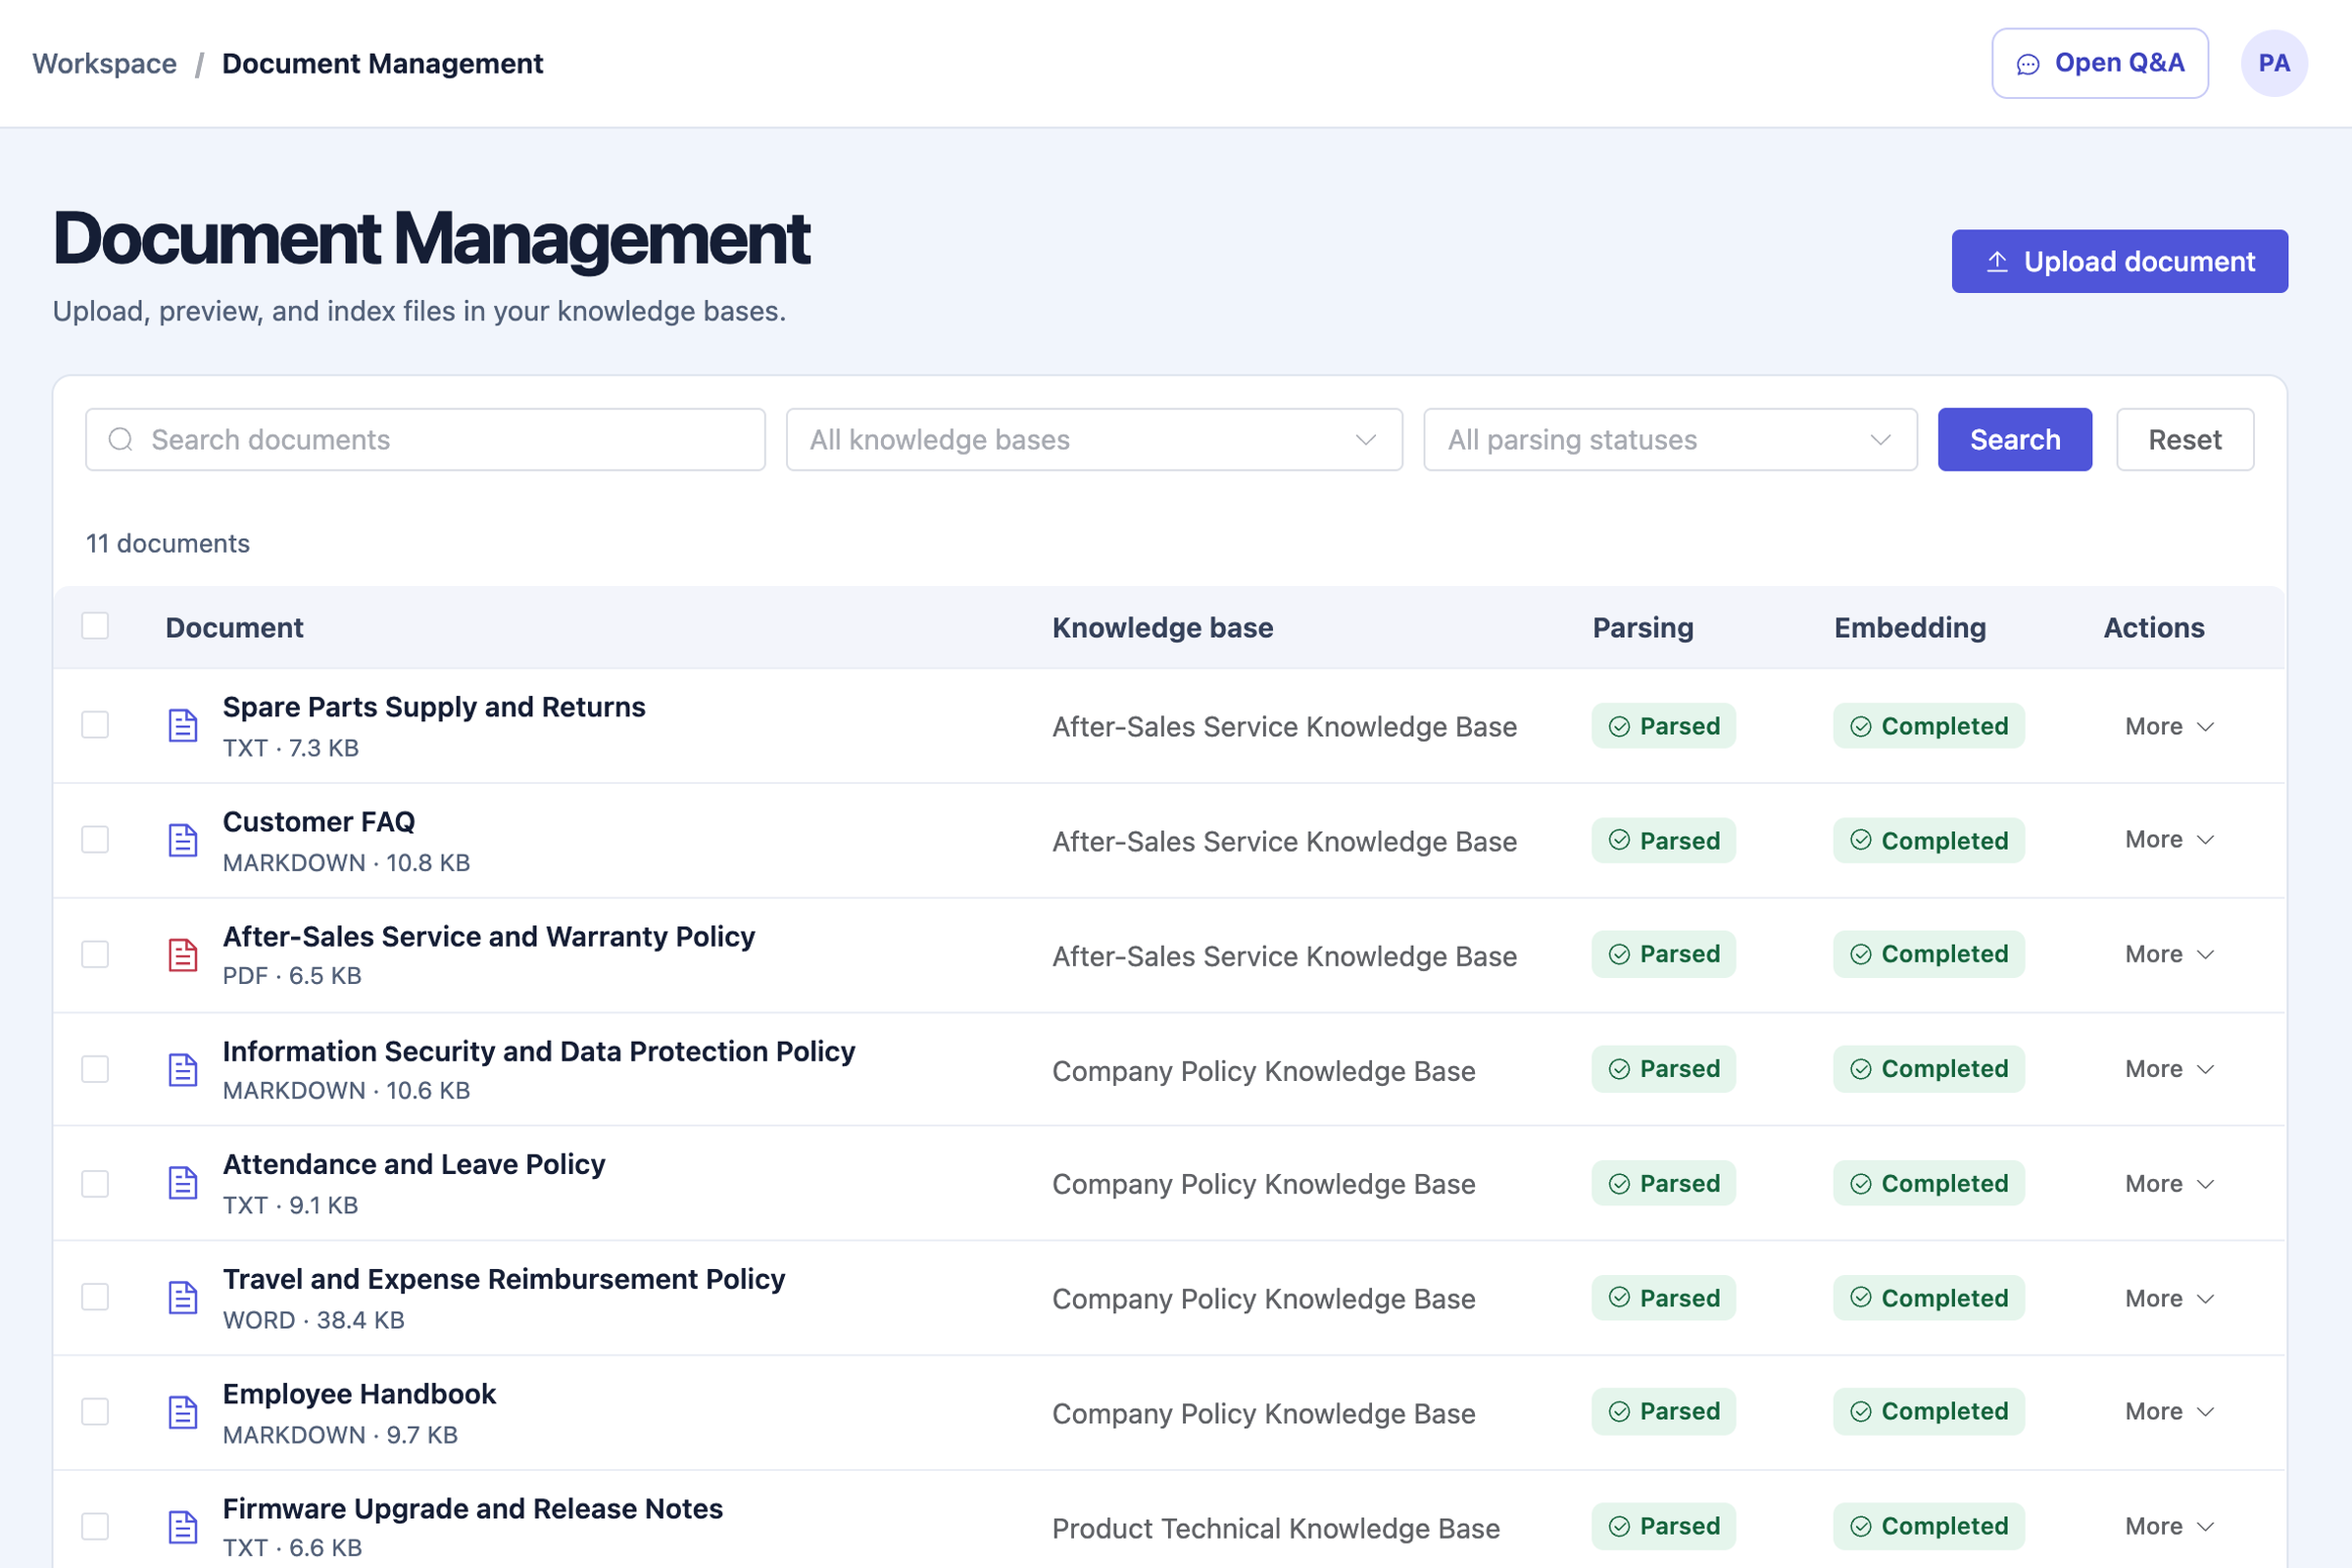 Workspace / Document Management
Open Q&A
PA
Document Management
Upload document
Upload, preview, and index files in your knowledge bases.
Search documents
All knowledge bases
All parsing statuses
Search
Reset
11 documents
Document Knowledge base Parsing Embedding Actions
Spare Parts Supply and Returns
TXT · 7.3 KB
After-Sales Service Knowledge Base
Parsed
Completed
More
Customer FAQ
MARKDOWN · 10.8 KB
After-Sales Service Knowledge Base
Parsed
Completed
More
After-Sales Service and Warranty Policy
PDF · 6.5 KB
After-Sales Service Knowledge Base
Parsed
Completed
More
Information Security and Data Protection Policy
MARKDOWN · 10.6 KB
Company Policy Knowledge Base
Parsed
Completed
More
Attendance and Leave Policy
TXT · 9.1 KB
Company Policy Knowledge Base
Parsed
Completed
More
Travel and Expense Reimbursement Policy
WORD · 38.4 KB
Company Policy Knowledge Base
Parsed
Completed
More
Employee Handbook
MARKDOWN · 9.7 KB
Company Policy Knowledge Base
Parsed
Completed
More
Firmware Upgrade and Release Notes
TXT · 6.6 KB
Product Technical Knowledge Base
Parsed
Completed
More